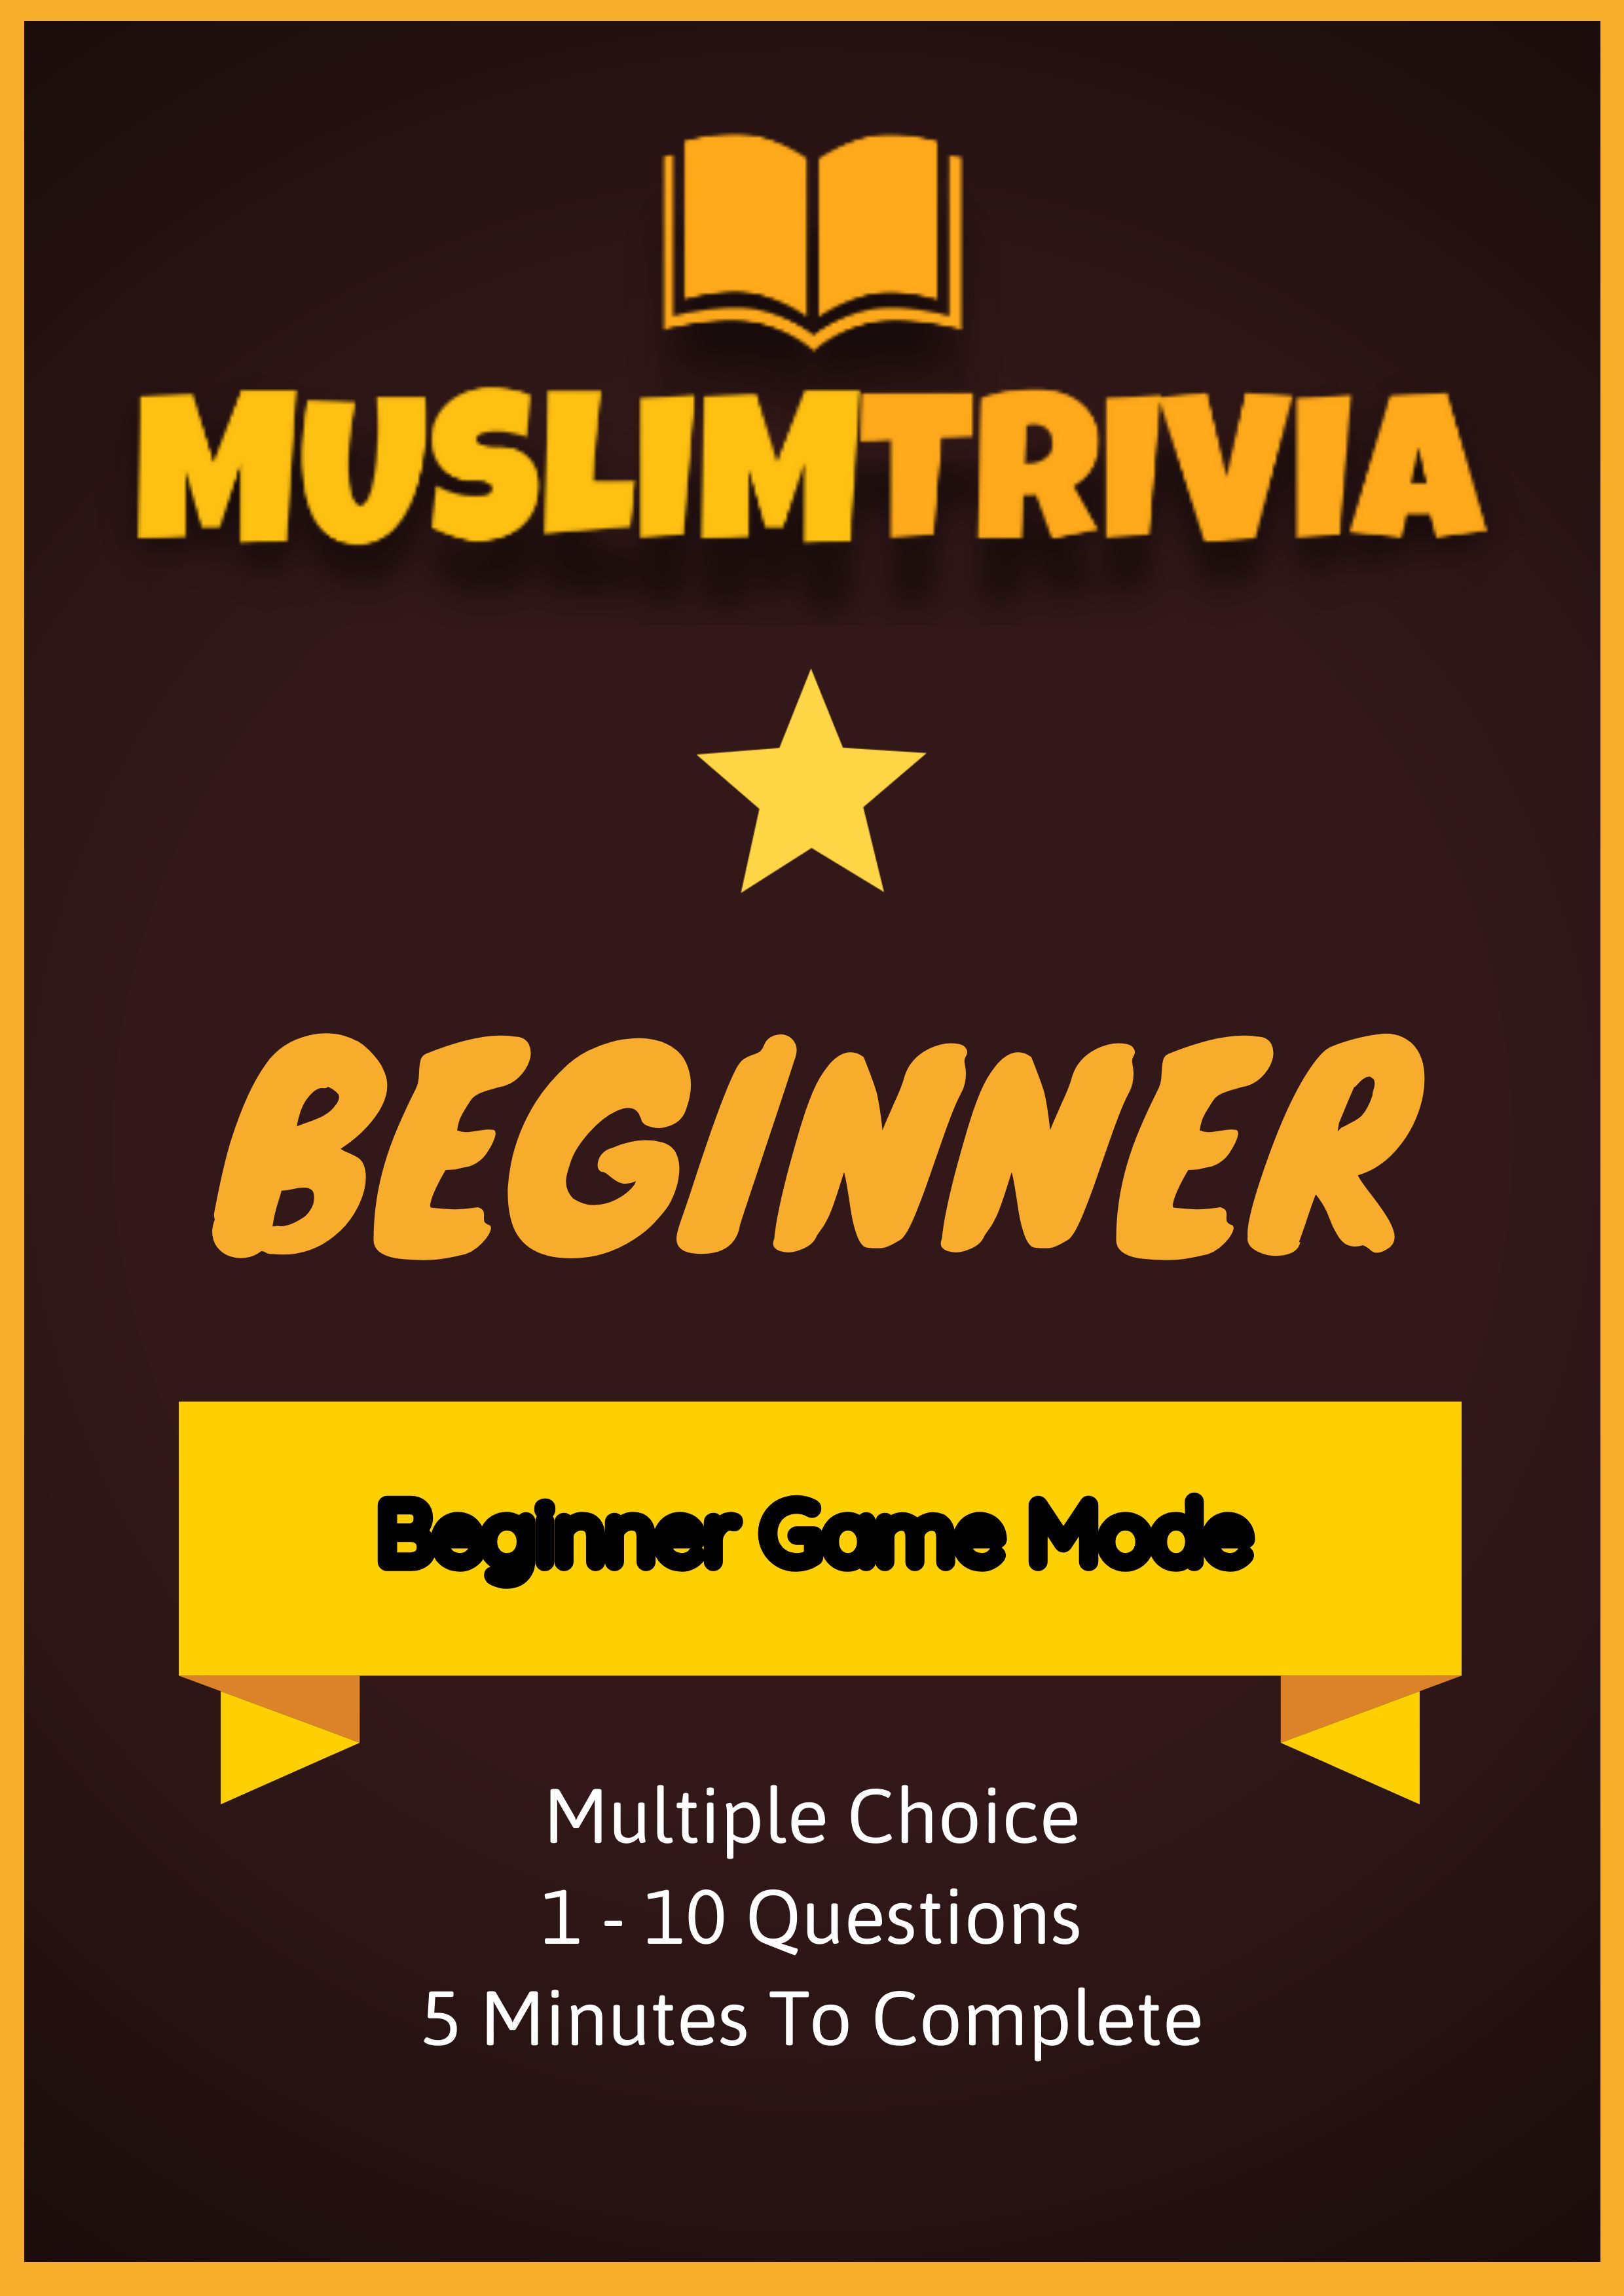 MUSLIMTRIVIA
BEGINNER
Beginner Game Mode
Multiple Choice
1 - 10 Questions
5 Minutes To Complete